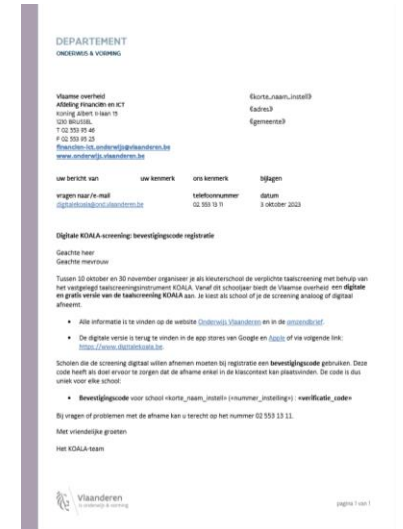 DEPARTEMENT
ONDERWIJS & VORMING
Vlaamse overheid
Afdeling Financiën en ICT
Koning Albert II-laan 15
1210 BRUSSEL
T 02 553 95 46
F 02 553 95 25
financien-ict.onderwijs@vlaanderen.be
www.onderwijs.vlaanderen.be
«korte_naam_instell»
«adres»
«gemeente»
uw bericht van uw kenmerk ons kenmerk bijlagen
vragen naar/e-mail telefoonnummer datum
digitalekoala@ond.vlaanderen.be 02 553 13 11 3 oktober 2023
Digitale KOALA-screening: bevestigingscode registratie
Geachte heer
Geachte mevrouw
Tussen 10 oktober en 30 november organiseer je als kleuterschool de verplichte taalscreening met behulp van
het vastgelegd taalscreeningsinstrument KOALA. Vanaf dit schooljaar biedt de Vlaamse overheid een digitale
en gratis versie van de taalscreening KOALA aan. Je kiest als school of je de screening analoog of digitaal
afneemt.
• Alle informatie is te vinden op de website Onderwijs Vlaanderen en in de omzendbrief.
• De digitale versie is terug te vinden in de app stores van Google en Apple of via volgende link:
https://www.digitalekoala.be.
Scholen die de screening digitaal willen afnemen moeten bij registratie een bevestigingscode gebruiken. Deze
code heeft als doel ervoor te zorgen dat de afname enkel in de klascontext kan plaatsvinden. De code is dus
uniek voor elke school:
• Bevestigingscode voor school «korte_naam_instell» («nummer_instelling») : «verificatie_code»
Bij vragen of problemen met de afname kan u terecht op het nummer 02 553 13 11.
Met vriendelijke groeten
Het KOALA-team
Vlaanderen
is onderwijs & vorming
pagina 1 van 1